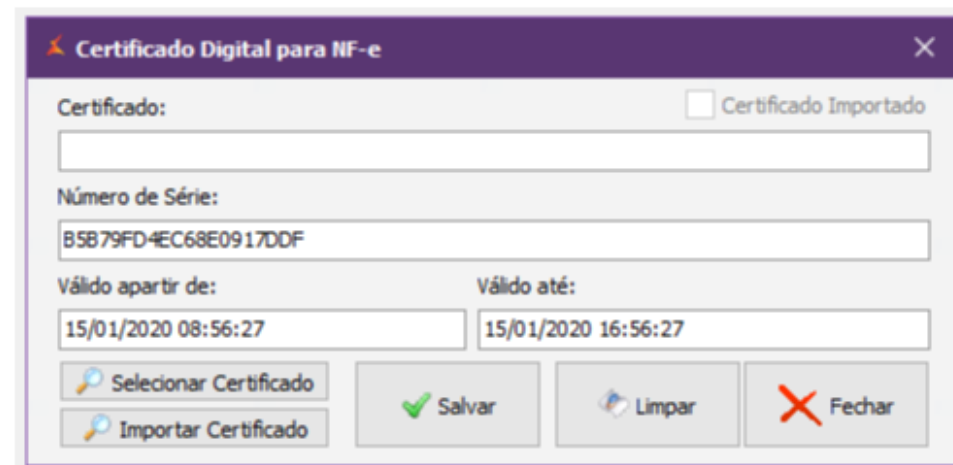 Certificado Digital para NF-e
Certificado: Certificado Importado
Número de Série:
B5B79FD4EC68E0917DDF
Válido apartir de: Válido até:
15/01/2020 08:56:27 15/01/2020 16:56:27
Selecionar Certificado
Importar Certificado
Salvar Limpar Fechar